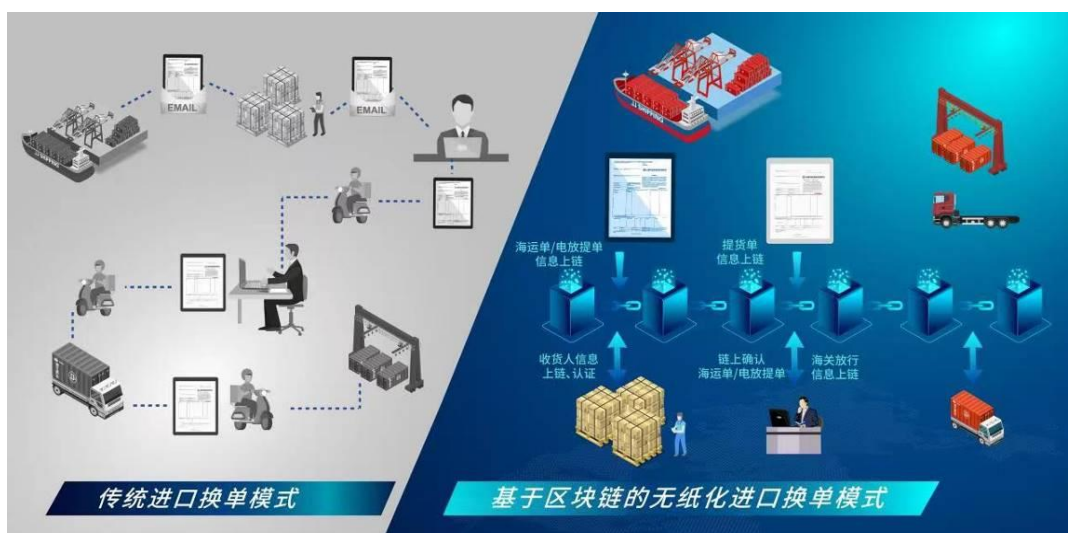 EMAIL
EMAIL
传统进口换单模式
海运单/电放提单
信息上链
提货单
信息上链
收货人信息
上链、认证
链上确认
海运单/电放提单
海关放行
信息上链
基于区块链的无纸化进口换单模式